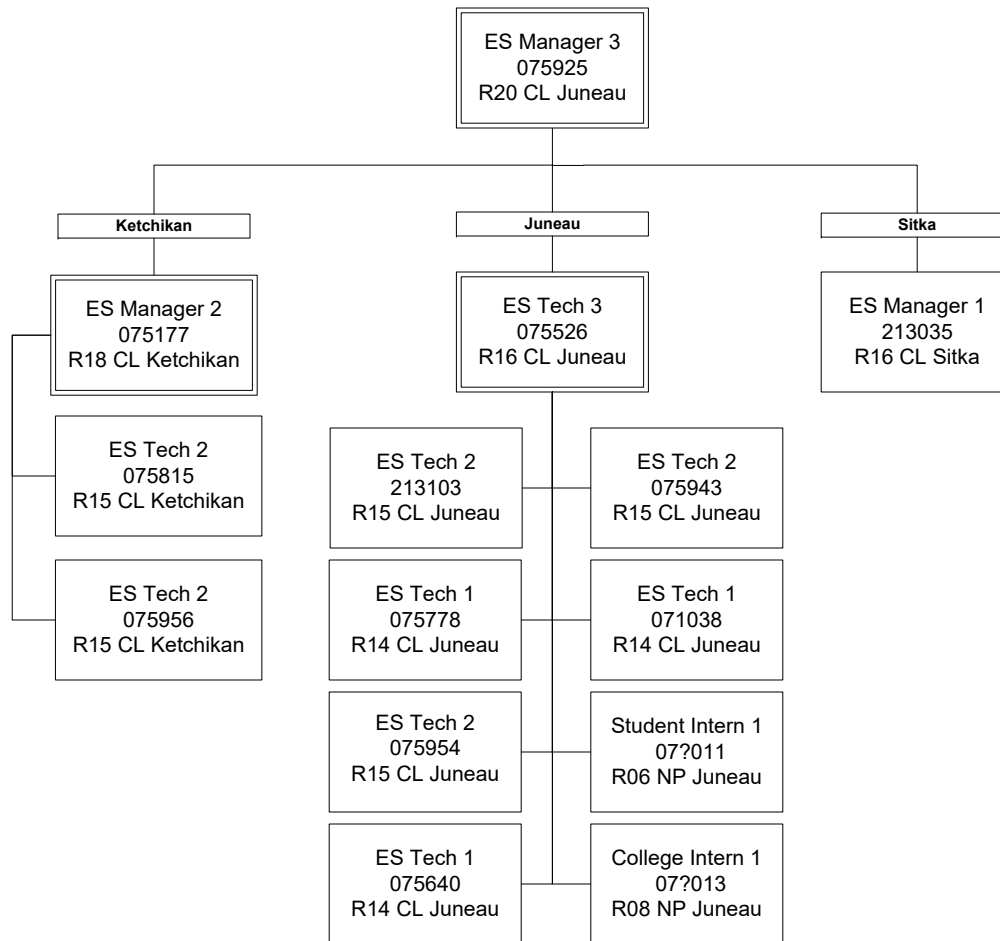 ES Manager 3
075925
R20 CL Juneau
Ketchikan
Juneau
Sitka
ES Manager 2
075177
R18 CL Ketchikan
ES Tech 3
075526
R16 CL Juneau
ES Manager 1
213035
R16 CL Sitka
ES Tech 2
075815
R15 CL Ketchikan
ES Tech 2
213103
R15 CL Juneau
ES Tech 2
075943
R15 CL Juneau
ES Tech 2
075956
R15 CL Ketchikan
ES Tech 1
075778
R14 CL Juneau
ES Tech 1
071038
R14 CL Juneau
ES Tech 2
075954
R15 CL Juneau
Student Intern 1
07?011
R06 NP Juneau
ES Tech 1
075640
R14 CL Juneau
College Intern 1
07?013
R08 NP Juneau